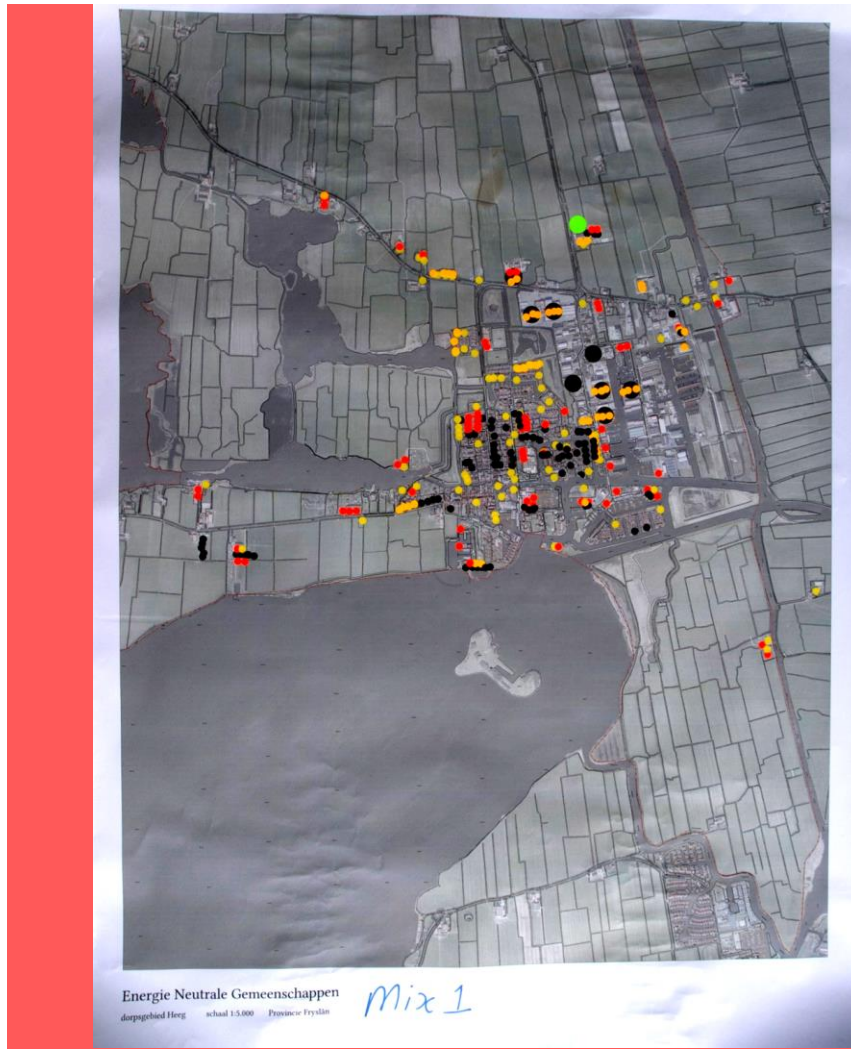 Energie Neutrale Gemeenschappen
Mix 1
dorpsgebied Heeg schaal 1:5.000 Provincie Fryslân